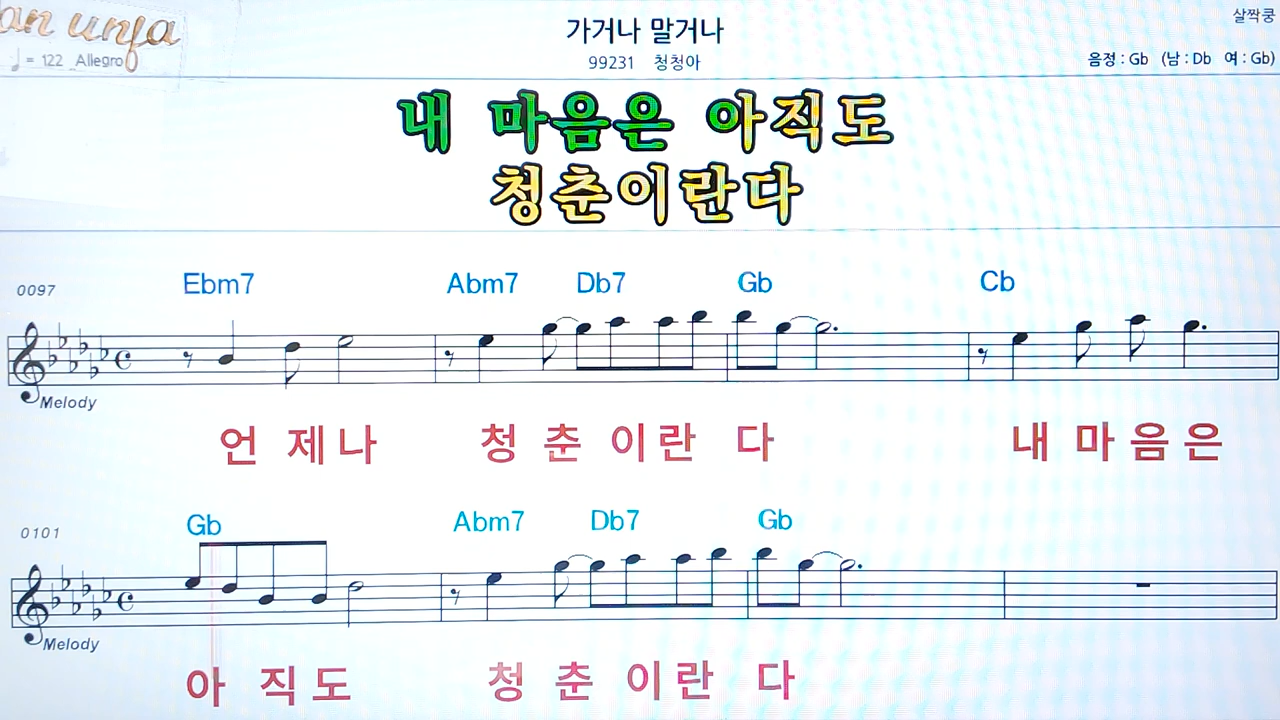 an unfa
살짝쿵
가거나 말거나
♩ = 122 Allegro
99231 청청아
음정 : Gb (남 : Db 여 : Gb)
내 마음은 아직도
청춘이란다
0097
Ebm7 Abm7 Db7 Gb Cb
Melody
언 제나 청 춘 이란 다 내 마 음 은
0101
Gb Abm7 Db7 Gb
Melody
아 직 도 청 춘 이란 다